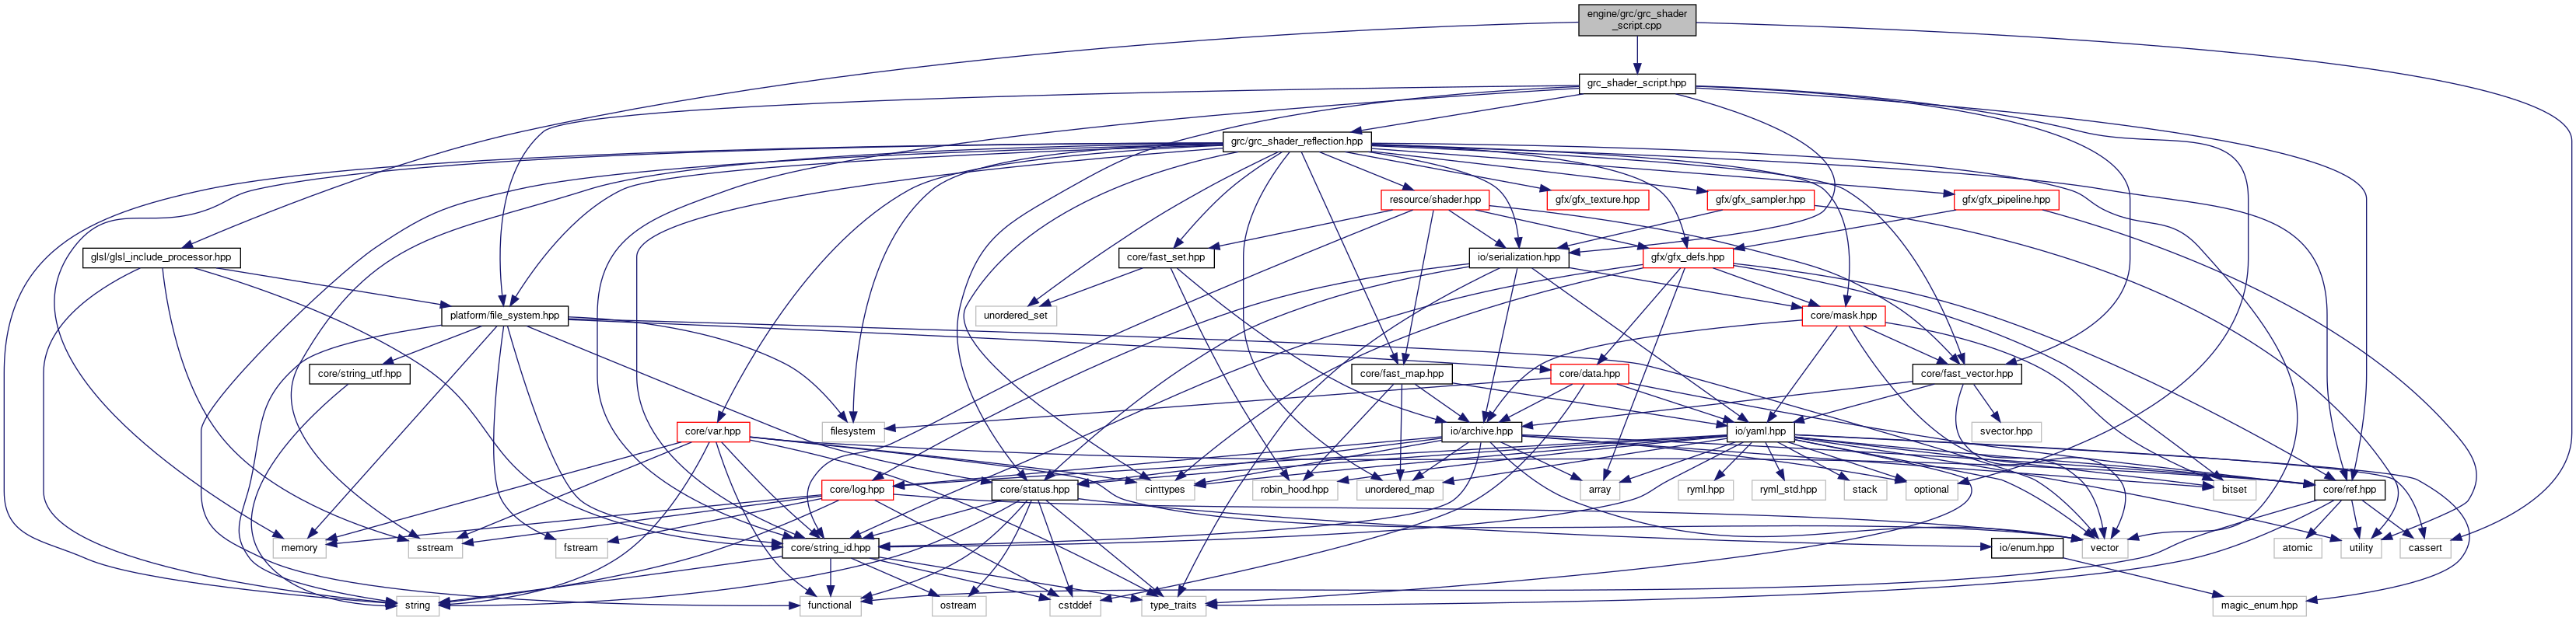 engine/grc/grc_shader
_script.cpp
grc_shader_script.hpp
grc/grc_shader_reflection.hpp
resource/shader.hpp
gfx/gfx_texture.hpp
gfx/gfx_sampler.hpp
gfx/gfx_pipeline.hpp
glsl/glsl_include_processor.hpp
core/fast_set.hpp
io/serialization.hpp
gfx/gfx_defs.hpp
platform/file_system.hpp
unordered_set
core/mask.hpp
core/string_utf.hpp
core/fast_map.hpp
core/data.hpp
core/fast_vector.hpp
core/var.hpp
filesystem
io/archive.hpp
io/yaml.hpp
svector.hpp
core/log.hpp
core/status.hpp
cinttypes
robin_hood.hpp
unordered_map
array
ryml.hpp
ryml_std.hpp
stack
optional
bitset
core/ref.hpp
memory
sstream
fstream
core/string_id.hpp
io/enum.hpp
vector
atomic
utility
cassert
string
functional
ostream
cstddef
type_traits
magic_enum.hpp